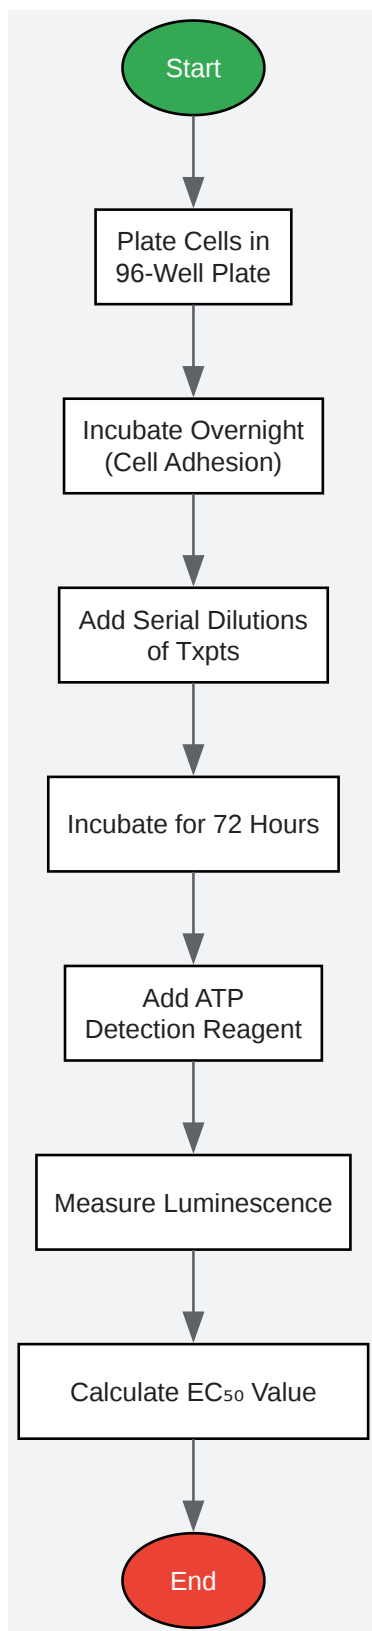 Start
Plate Cells in
96-Well Plate
Incubate Overnight
(Cell Adhesion)
Add Serial Dilutions
of Txpts
Incubate for 72 Hours
Add ATP
Detection Reagent
Measure Luminescence
Calculate EC₅₀ Value
End